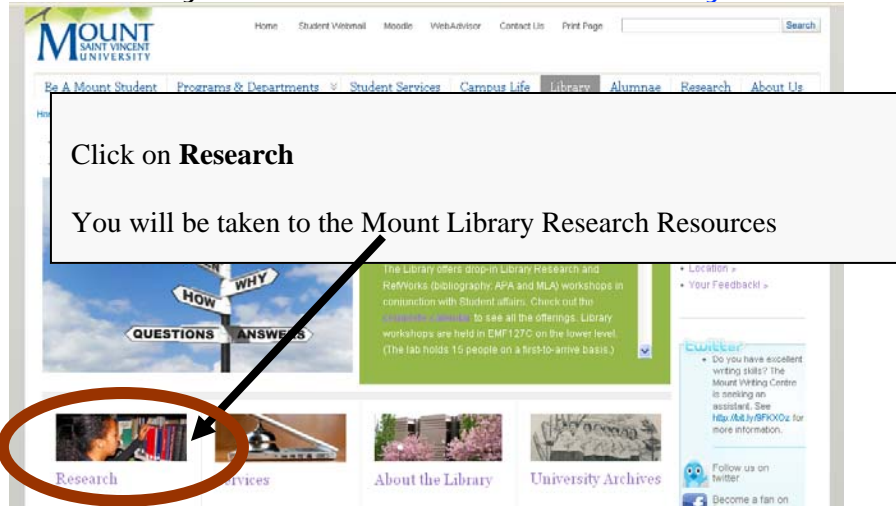 MOUNT
SAINT VINCENT
UNIVERSITY
Home Student Webmail Moodle WebAdvisor Contact Us Print Page Search
Be A Mount Student Programs & Departments Student Services Campus Life Library Alumnae Research About Us
Click on Research
You will be taken to the Mount Library Research Resources
WHY
HOW
QUESTIONS ANSWERS
The Library offers drop-in Library Research and
RefWorks (bibliography: APA and MLA) workshops in
conjunction with Student affairs. Check out the
to see all the offerings. Library
workshops are held in EMF127C on the lower level.
(The lab holds 15 people on a first-to-arrive basis.)
• Location »
• Your Feedback! »
twitter
• Do you have excellent
writing skills? The
Mount Writing Centre
is seeking an
assistant. See
http://bit.ly/9FKXOz for
more information.
Follow us on
twitter
Become a fan on
Research
Services
About the Library
University Archives